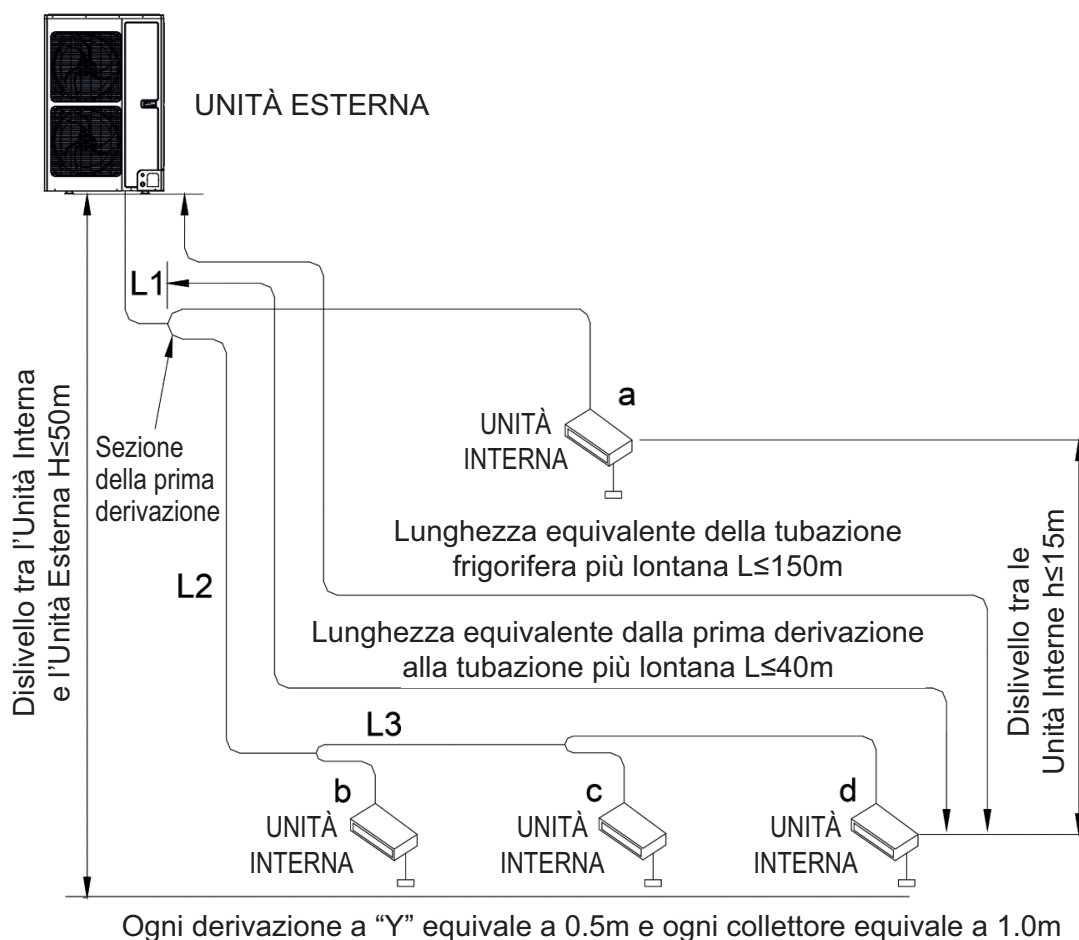 UNITÀ ESTERNA
L1
Dislivello tra l'Unità Interna
e l'Unità Esterna H≤50m
Sezione
della prima
derivazione
a
UNITÀ
INTERNA
Lunghezza equivalente della tubazione
frigorifera più lontana L≤150m
L2
Lunghezza equivalente dalla prima derivazione
alla tubazione più lontana L≤40m
Dislivello tra le
Unità Interne h≤15m
L3
b
UNITÀ
INTERNA
c
UNITÀ
INTERNA
d
UNITÀ
INTERNA
Ogni derivazione a “Y” equivale a 0.5m e ogni collettore equivale a 1.0m